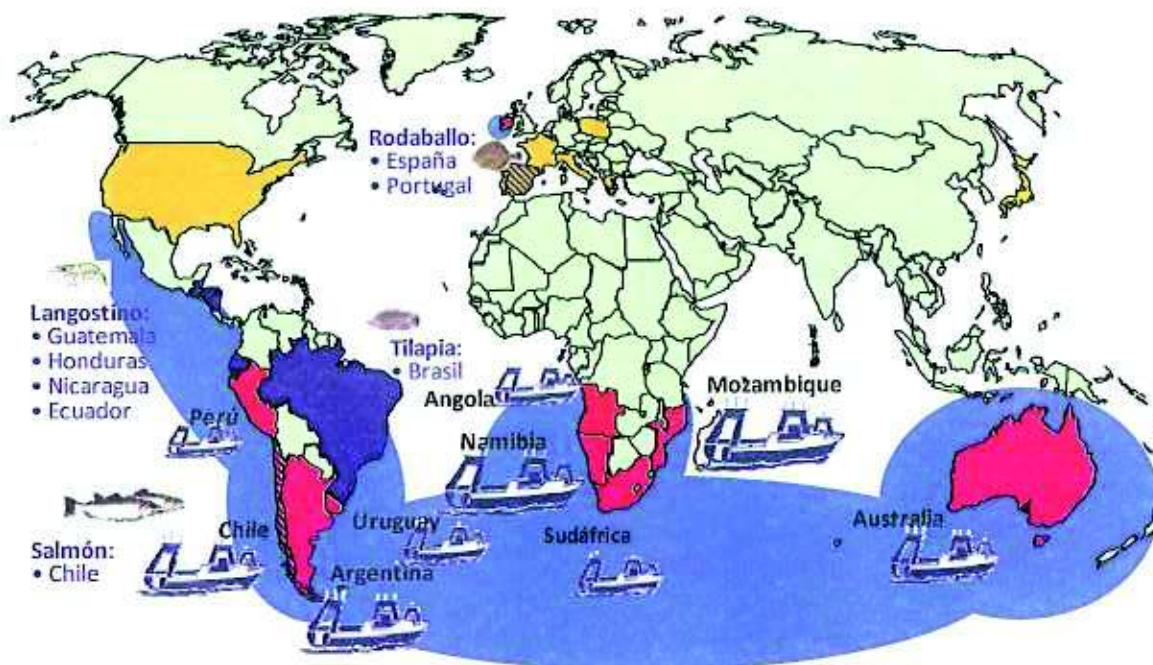 Rodaballo:
• España
• Portugal
Langostino:
• Guatemala
• Honduras
• Nicaragua
• Ecuador
Tilapia:
• Brasil
Perú
Angola
Mozambique
Namibia
Salmón:
• Chile
Chile
Uruguay
Argentina
Sudáfrica
Australia